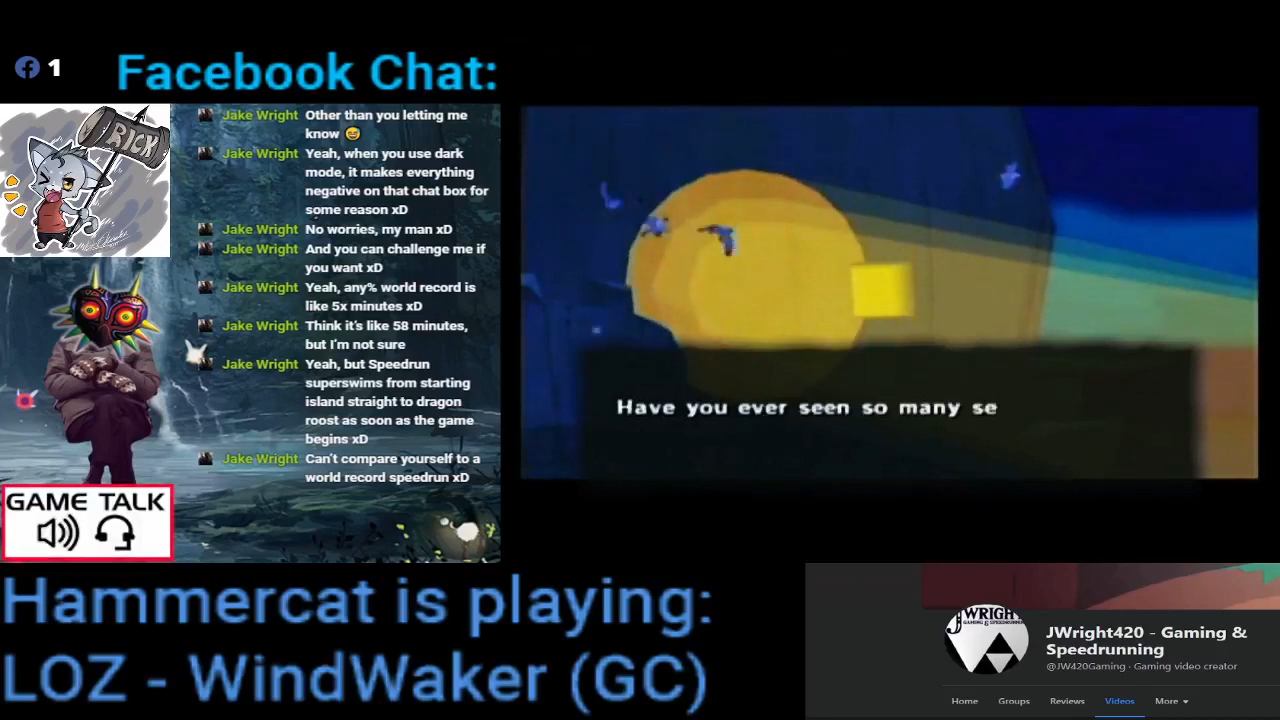 1
Facebook Chat:
RICK
Jake Wright Other than you letting me
know 😅
Jake Wright Yeah, when you use dark
mode, it makes everything
negative on that chat box for
some reason xD
Jake Wright No worries, my man xD
Jake Wright And you can challenge me if
you want xD
Jake Wright Yeah, any% world record is
like 5x minutes xD
Jake Wright Think it's like 58 minutes,
but I'm not sure
Jake Wright Yeah, but Speedrun
superswims from starting
island straight to dragon
roost as soon as the game
begins xD
Jake Wright Can't compare yourself to a
world record speedrun xD
Have you ever seen so many se
GAME TALK
Hammercat is playing:
LOZ - WindWaker (GC)
JWRIGHT
GAMING & SPEEDRUNNING
JWright420 - Gaming &
Speedrunning
@JW420Gaming · Gaming video creator
Home Groups Reviews Videos More